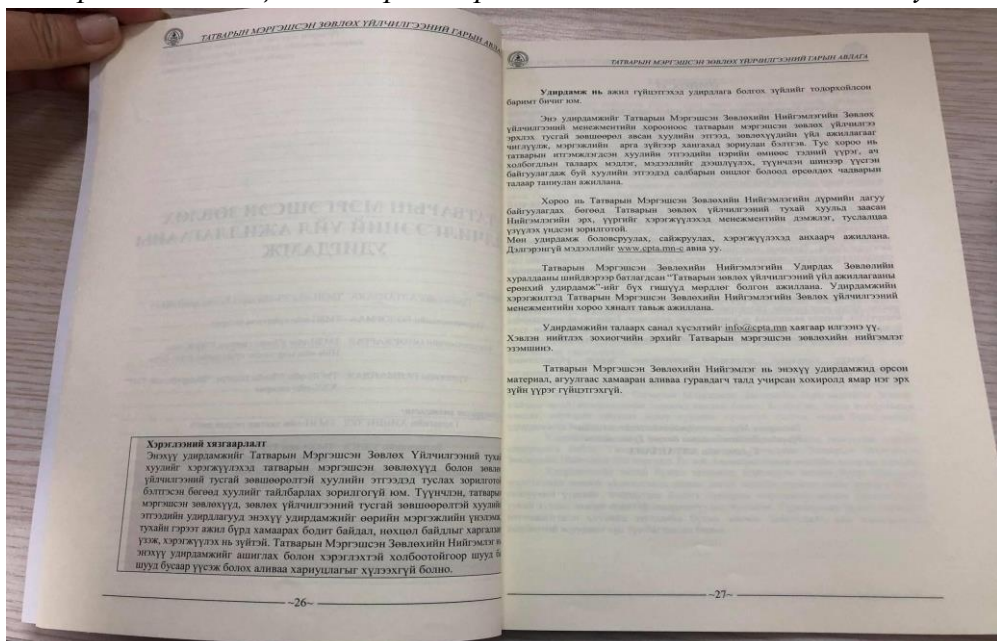 ТАТВАРЫН МЭРГЭШСЭН ЗӨВЛӨХ ҮЙЛЧИЛГЭЭНИЙ ГАРЫН АВЛАГА
Хэрэглээний хязгаарлалт
Энэхүү удирдамжийг Татварын Мэргэшсэн Зөвлөх Үйлчилгээний тухай
хуулийг хэрэгжүүлэхэд татварын мэргэшсэн зөвлөхүүд болон зөвлөх
үйлчилгээний тусгай зөвшөөрөлтэй хуулийн этгээдэд туслах зорилготой
бэлтгэсэн бөгөөд хуулийг тайлбарлах зорилгогүй юм. Түүнчлэн, татварын
мэргэшсэн зөвлөхүүд, зөвлөх үйлчилгээний тусгай зөвшөөрөлтэй хуулийн
этгээдийн удирдлагууд энэхүү удирдамжийг өөрийн мэргэжлийн үнэлэмж,
тухайн гэрээт ажил бүрд хамаарах бодит байдал, нөхцөл байдлыг харгалзан
үзэж, хэрэгжүүлэх нь зүйтэй. Татварын Мэргэшсэн Зөвлөхийн Нийгэмлэг нь
энэхүү удирдамжийг ашиглах болон хэрэглэхтэй холбоотойгоор шууд ба
шууд бусаар үүсэж болох аливаа хариуцлагыг хүлээхгүй болно.
~26~
ТАТВАРЫН МЭРГЭШСЭН ЗӨВЛӨХ ҮЙЛЧИЛГЭЭНИЙ ГАРЫН АВЛАГА
Удирдамж нь ажил гүйцэтгэхэд удирдлага болгох зүйлийг тодорхойлсон
баримт бичиг юм.
Энэ удирдамжийг Татварын Мэргэшсэн Зөвлөхийн Нийгэмлэгийн Зөвлөх
үйлчилгээний менежментийн хорооноос татварын мэргэшсэн зөвлөх үйлчилгээ
эрхлэх тусгай зөвшөөрөл авсан хуулийн этгээд, зөвлөхүүдийн үйл ажиллагааг
чиглүүлж, мэргэжлийн арга зүйгээр хангахад зориулан бэлтгэв. Тус хороо нь
татварын итгэмжлэгдсэн хуулийн этгээдийн нэрийн өмнөөс тэдний үүрэг, ач
холбогдлын талаарх мэдлэг, мэдээллийг дээшлүүлэх, түүнчлэн шинээр үүсгэн
байгуулагдаж буй хуулийн этгээдэд салбарын онцлог болоод өрсөлдөх чадварын
талаар таниулан ажиллана.
Хороо нь Татварын Мэргэшсэн Зөвлөхийн Нийгэмлэгийн дүрмийн дагуу
байгуулагдах бөгөөд Татварын зөвлөх үйлчилгээний тухай хуульд заасан
Нийгэмлэгийн эрх, үүргийг хэрэгжүүлэхэд менежментийн дэмжлэг, туслалцаа
үзүүлэх үндсэн зорилготой.
Мөн удирдамж боловсруулах, сайжруулах, хэрэгжүүлэхэд анхаарч ажиллана.
Дэлгэрэнгүй мэдээллийг www.cpta.mn-с авна уу.
Татварын Мэргэшсэн Зөвлөхийн Нийгэмлэгийн Удирдах Зөвлөлийн
хуралдааны шийдвэрээр батлагдсан "Татварын зөвлөх үйлчилгээний үйл ажиллагааны
ерөнхий удирдамж"-ийг бүх гишүүд мөрдлөг болгон ажиллана. Удирдамжийн
хэрэгжилтэд Татварын Мэргэшсэн Зөвлөхийн Нийгэмлэгийн Зөвлөх үйлчилгээний
менежментийн хороо хяналт тавьж ажиллана.
Удирдамжийн талаарх санал хүсэлтийг info@cpta.mn хаягаар илгээнэ үү.
Хэвлэн нийтлэх зохиогчийн эрхийг Татварын мэргэшсэн зөвлөхийн нийгэмлэг
эзэмшинэ.
Татварын Мэргэшсэн Зөвлөхийн Нийгэмлэг нь энэхүү удирдамжид орсон
материал, агуулгаас хамааран аливаа гуравдагч талд учирсан хохиролд ямар нэг эрх
зүйн үүрэг гүйцэтгэхгүй.
~27~